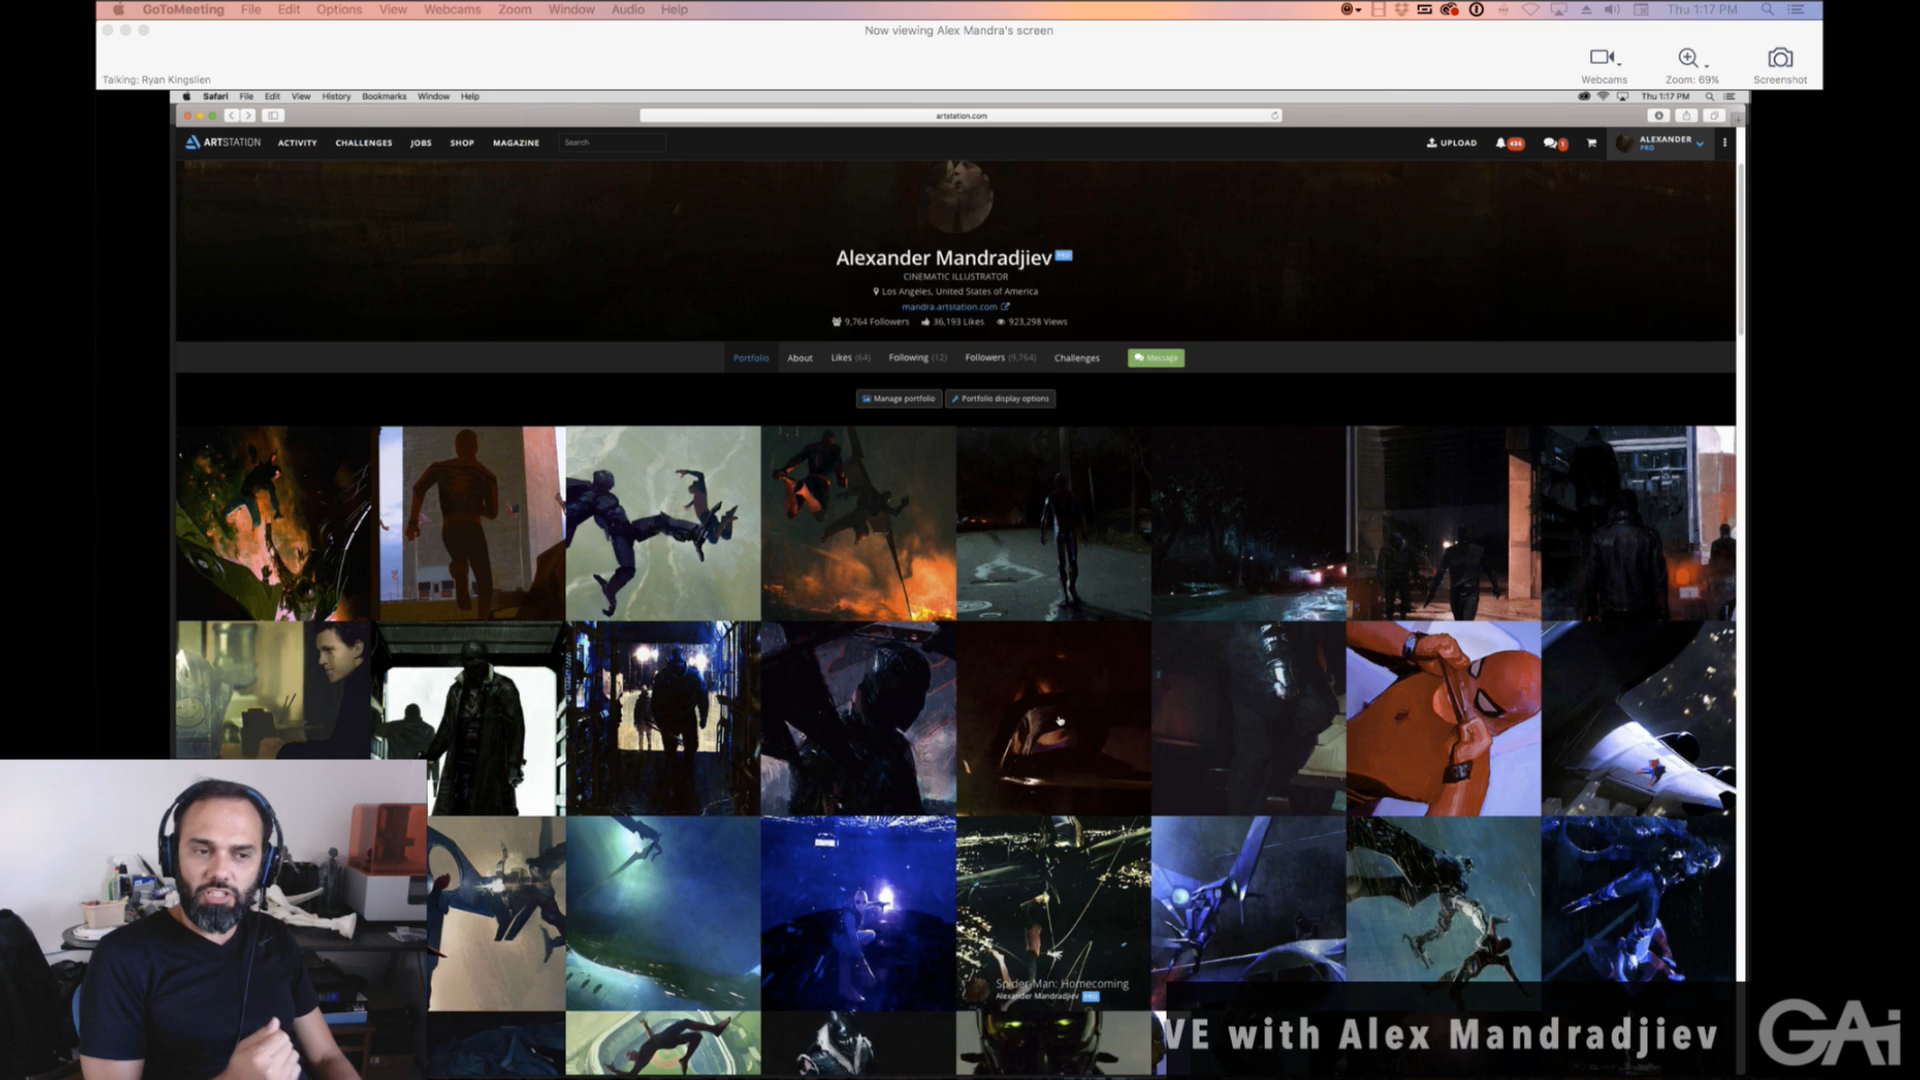 GoToMeeting File Edit Options View Webcams Zoom Window Audio Help Thu 1:17 PM
Now viewing Alex Mandra's screen
Talking: Ryan Kingslien
Webcams Zoom: 69% Screenshot
Safari File Edit View History Bookmarks Window Help Thu 1:17 PM
artstation.com
ARTSTATION ACTIVITY CHALLENGES JOBS SHOP MAGAZINE Search UPLOAD 436 1 ALEXANDER
PRO
Alexander Mandradjiev PRO
CINEMATIC ILLUSTRATOR
Los Angeles, United States of America
mandra.artstation.com
9,764 Followers 36,193 Likes 923,298 Views
Portfolio About Likes (64) Following (12) Followers (9,764) Challenges Message
Manage portfolio Portfolio display options
Spider-Man: Homecoming
Alexander Mandradjiev PRO
VE with Alex Mandradjiev
GAi